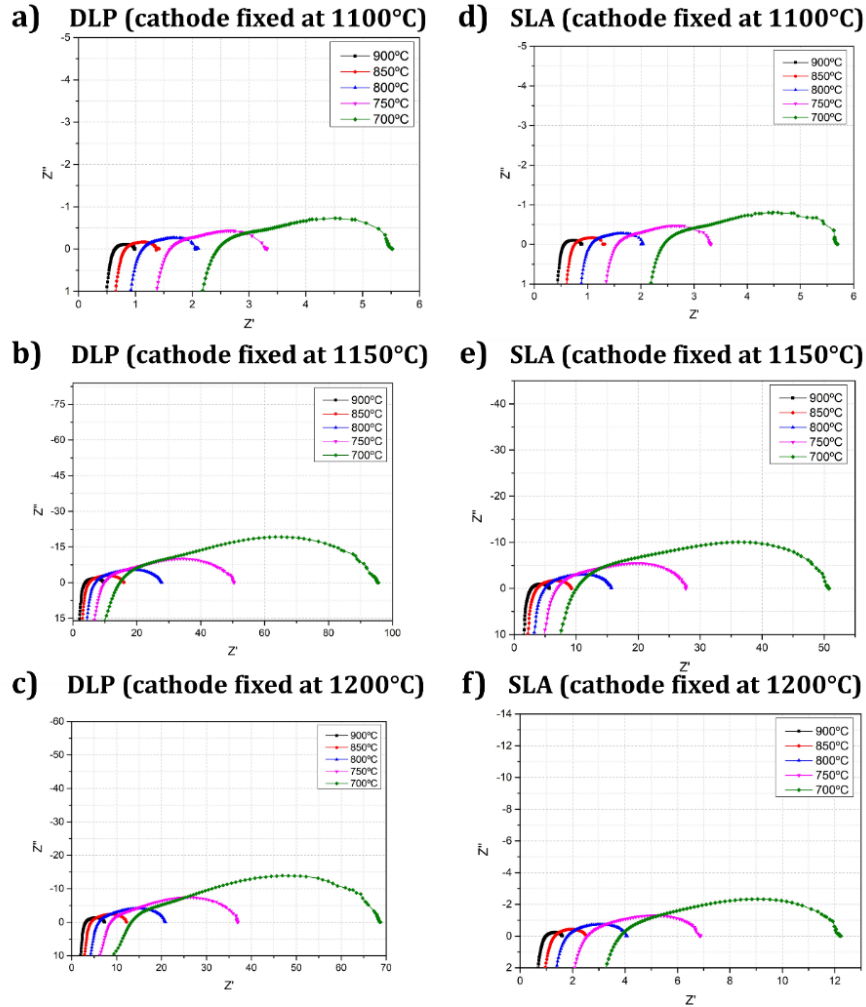 a) DLP (cathode fixed at 1100°C)
-5
-4
-3
-2
-1
0
1
Z"
0 1 2 3 4 5 6
Z'
900ºC
850ºC
800ºC
750ºC
700ºC
d) SLA (cathode fixed at 1100°C)
-5
-4
-3
-2
-1
0
1
Z"
0 1 2 3 4 5 6
Z'
900ºC
850ºC
800ºC
750ºC
700ºC
b) DLP (cathode fixed at 1150°C)
-75
-60
-45
-30
-15
0
15
Z"
0 20 40 60 80 100
Z'
900ºC
850ºC
800ºC
750ºC
700ºC
e) SLA (cathode fixed at 1150°C)
-40
-30
-20
-10
0
10
Z"
0 10 20 30 40 50
Z'
900ºC
850ºC
800ºC
750ºC
700ºC
c) DLP (cathode fixed at 1200°C)
-60
-50
-40
-30
-20
-10
0
10
Z"
0 10 20 30 40 50 60 70
Z'
900ºC
850ºC
800ºC
750ºC
700ºC
f) SLA (cathode fixed at 1200°C)
-14
-12
-10
-8
-6
-4
-2
0
2
Z"
0 2 4 6 8 10 12
Z'
900ºC
850ºC
800ºC
750ºC
700ºC